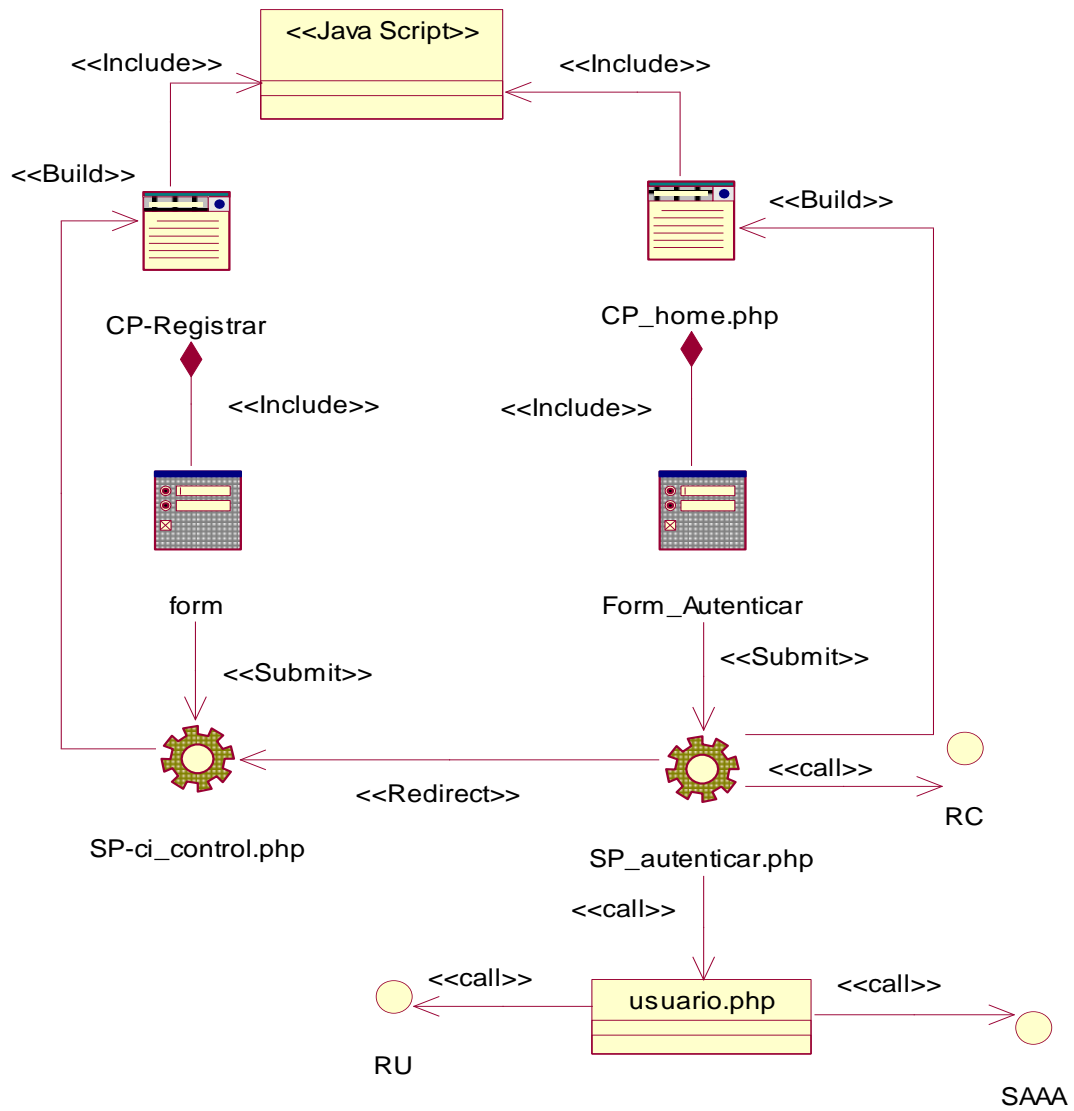 <<Java Script>>
<<Include>>
<<Include>>
<<Build>>
<<Build>>
CP-Registrar
CP_home.php
<<Include>>
<<Include>>
form
Form_Autenticar
<<Submit>>
<<Submit>>
<<Redirect>>
<<call>>
RC
SP-ci_control.php
SP_autenticar.php
<<call>>
<<call>>
usuario.php
<<call>>
RU
SAAA